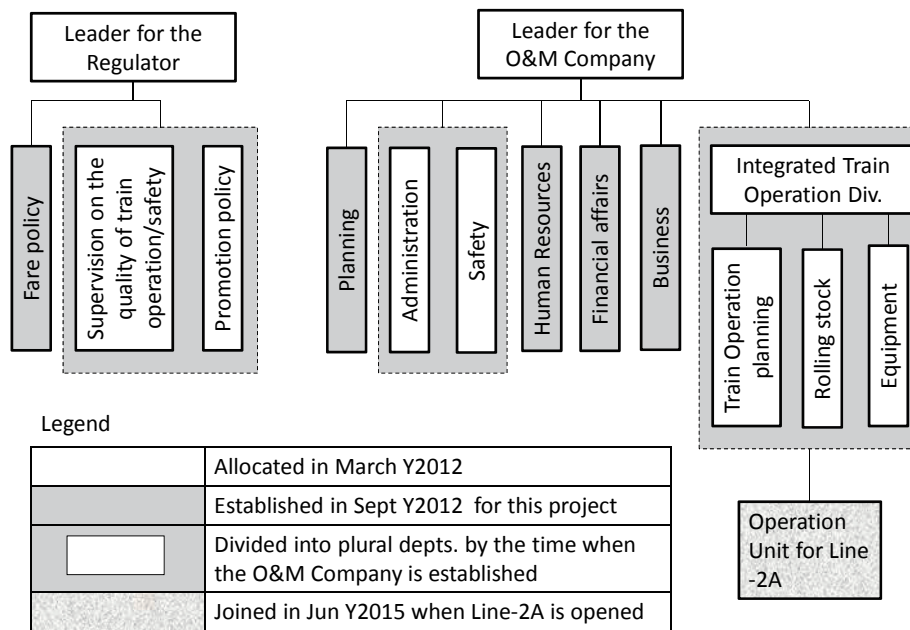 Leader for the
Regulator
Leader for the
O&M Company
Fare policy
Supervision on the
quality of train
operation/safety
Promotion policy
Planning
Administration
Safety
Human Resources
Financial affairs
Business
Integrated Train
Operation Div.
Train Operation
planning
Rolling stock
Equipment
Operation
Unit for Line
-2A
Legend
Allocated in March Y2012
Established in Sept Y2012 for this project
Divided into plural depts. by the time when
the O&M Company is established
Joined in Jun Y2015 when Line-2A is opened